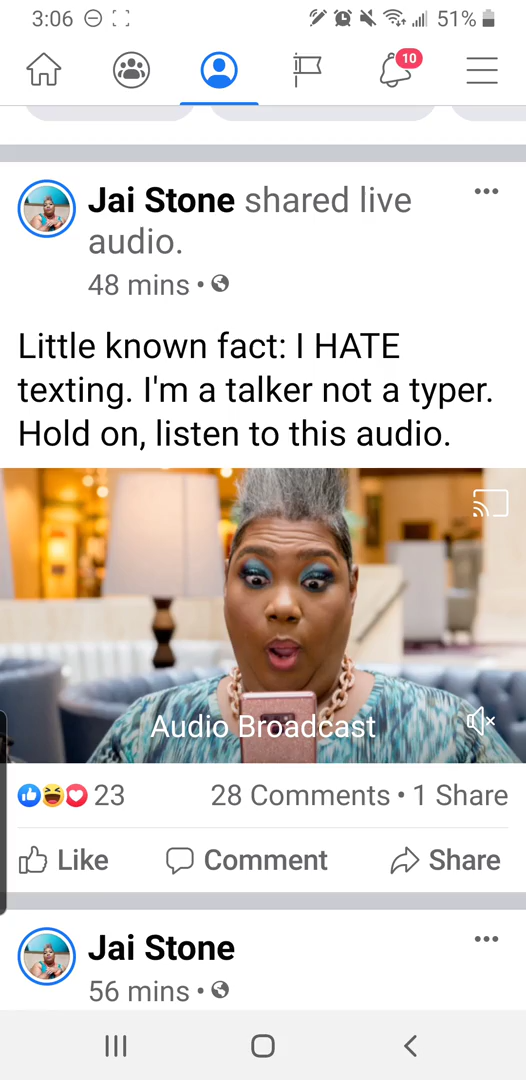 3:06 51%
10
Jai Stone shared live
audio.
48 mins •
Little known fact: I HATE
texting. I'm a talker not a typer.
Hold on, listen to this audio.
Audio Broadcast
23 28 Comments • 1 Share
Like Comment Share
Jai Stone
56 mins •